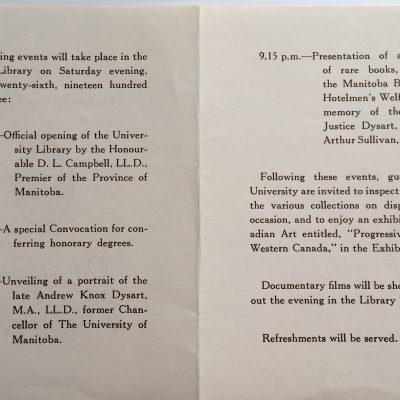 ing events will take place in the
Library on Saturday evening,
wenty-sixth, nineteen hundred
ee:
—Official opening of the Univer-
sity Library by the Honour-
able D. L. Campbell, LL.D.,
Premier of the Province of
Manitoba.
—A special Convocation for con-
ferring honorary degrees.
—Unveiling of a portrait of the
late Andrew Knox Dysart,
M.A., LL.D., former Chan-
cellor of The University of
Manitoba.
9.15 p.m.—Presentation of a
of rare books,
the Manitoba B
Hotelmen's Welf
memory of the
Justice Dysart,
Arthur Sullivan,
Following these events, gue
University are invited to inspect
the various collections on disp
occasion, and to enjoy an exhibi
adian Art entitled, "Progressiv
Western Canada," in the Exhib
Documentary films will be sho
out the evening in the Library
Refreshments will be served.